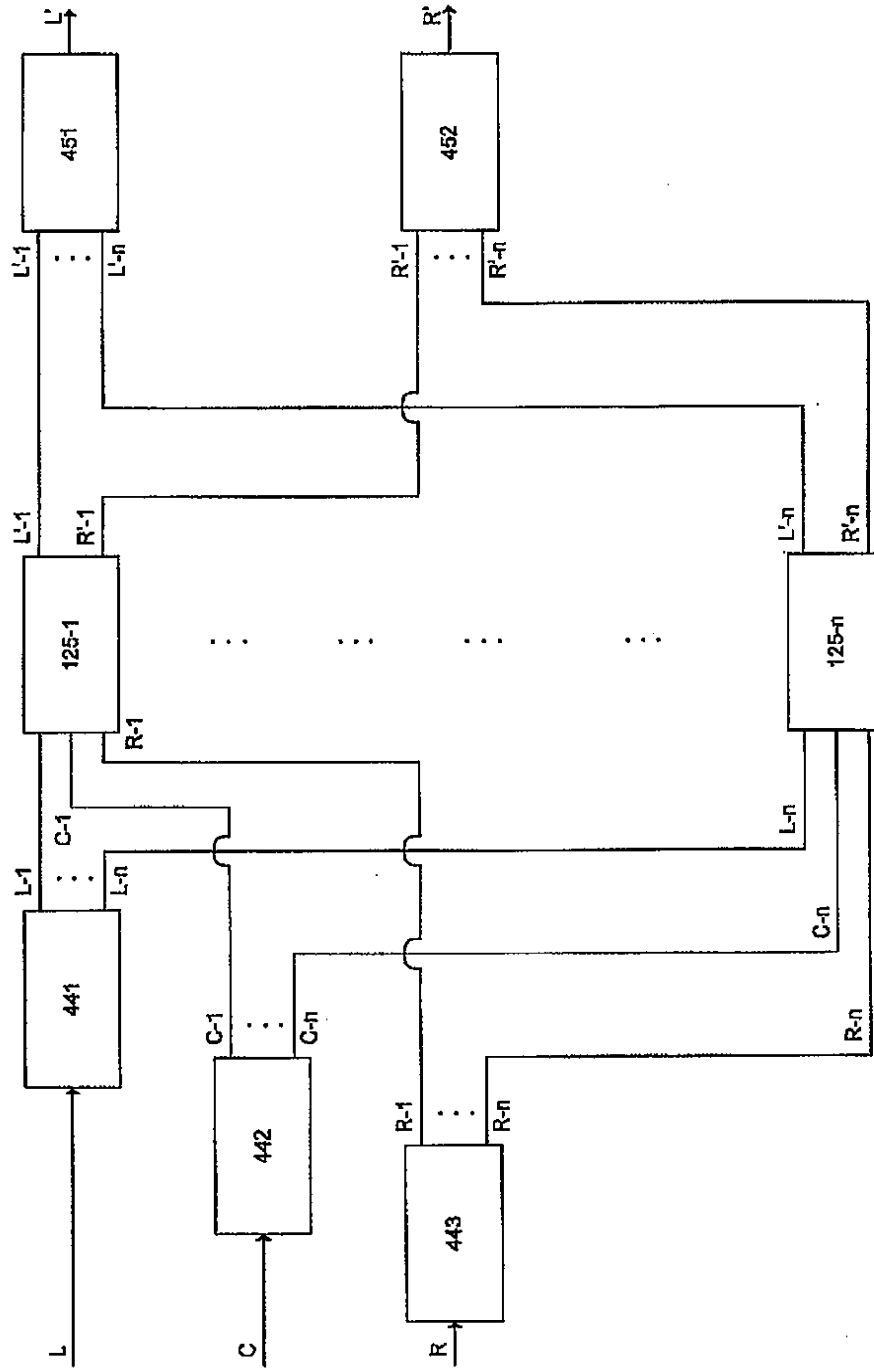 L
441
L-1
. . .
L-n
C-1
R-1
125-1
L'-1
R'-1
L'-1
. . .
L'-n
451
L'
C
442
C-1
. . .
C-n
. . .
. . .
. . .
. . .
R
443
R-1
. . .
R-n
R'-1
. . .
R'-n
452
R'
L-n
C-n
R-n
125-n
L'-n
R'-n